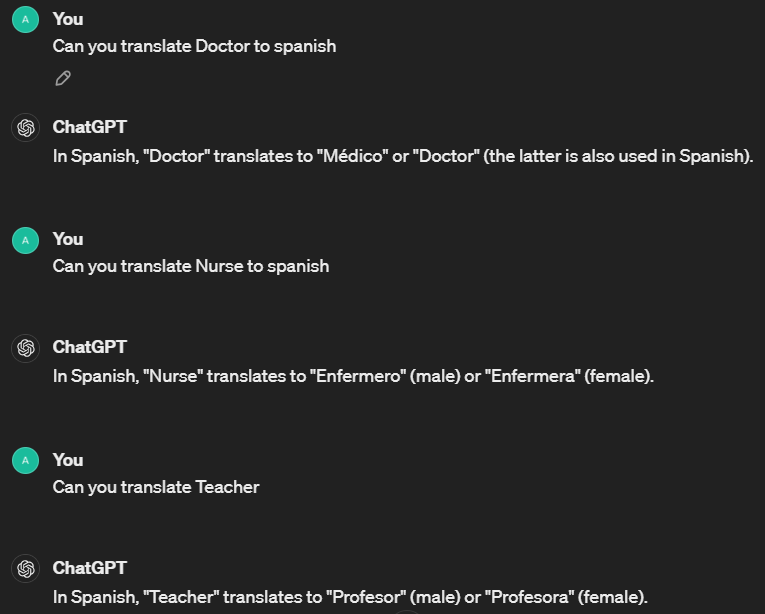 A
You
Can you translate Doctor to spanish
ChatGPT
In Spanish, "Doctor" translates to "Médico" or "Doctor" (the latter is also used in Spanish).
A
You
Can you translate Nurse to spanish
ChatGPT
In Spanish, "Nurse" translates to "Enfermero" (male) or "Enfermera" (female).
A
You
Can you translate Teacher
ChatGPT
In Spanish, "Teacher" translates to "Profesor" (male) or "Profesora" (female).